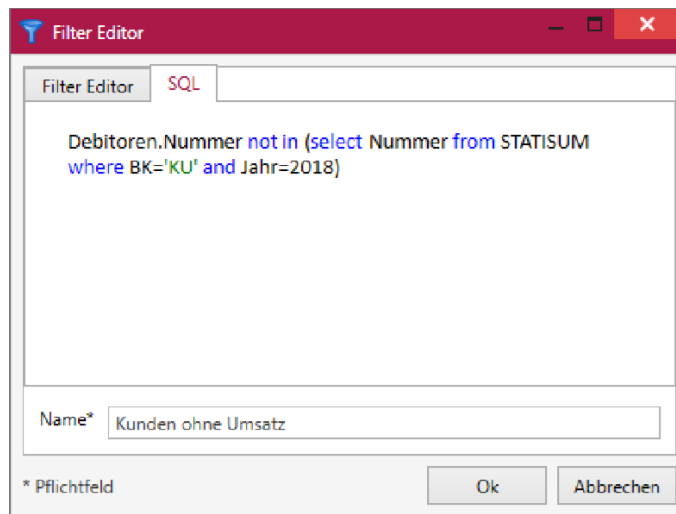 Filter Editor
Filter Editor SQL
Debitoren.Nummer not in (select Nummer from STATISUM
where BK='KU' and Jahr=2018)
Name* Kunden ohne Umsatz
* Pflichtfeld Ok Abbrechen